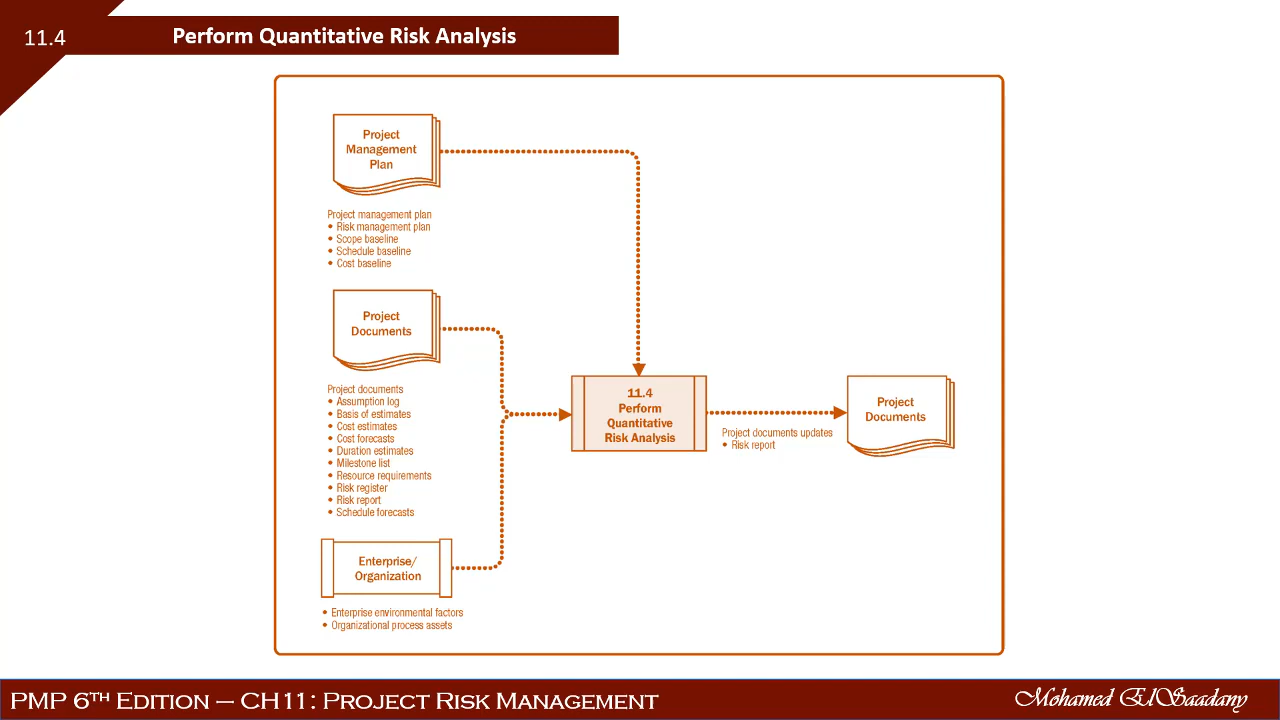 11.4
Perform Quantitative Risk Analysis
Project
Management
Plan
Project management plan
• Risk management plan
• Scope baseline
• Schedule baseline
• Cost baseline
Project
Documents
Project documents
• Assumption log
• Basis of estimates
• Cost estimates
• Cost forecasts
• Duration estimates
• Milestone list
• Resource requirements
• Risk register
• Risk report
• Schedule forecasts
Enterprise/
Organization
• Enterprise environmental factors
• Organizational process assets
11.4
Perform
Quantitative
Risk Analysis
Project documents updates
• Risk report
Project
Documents
PMP 6TH Edition – CH11: Project Risk Management
Mohamed ElSaadany